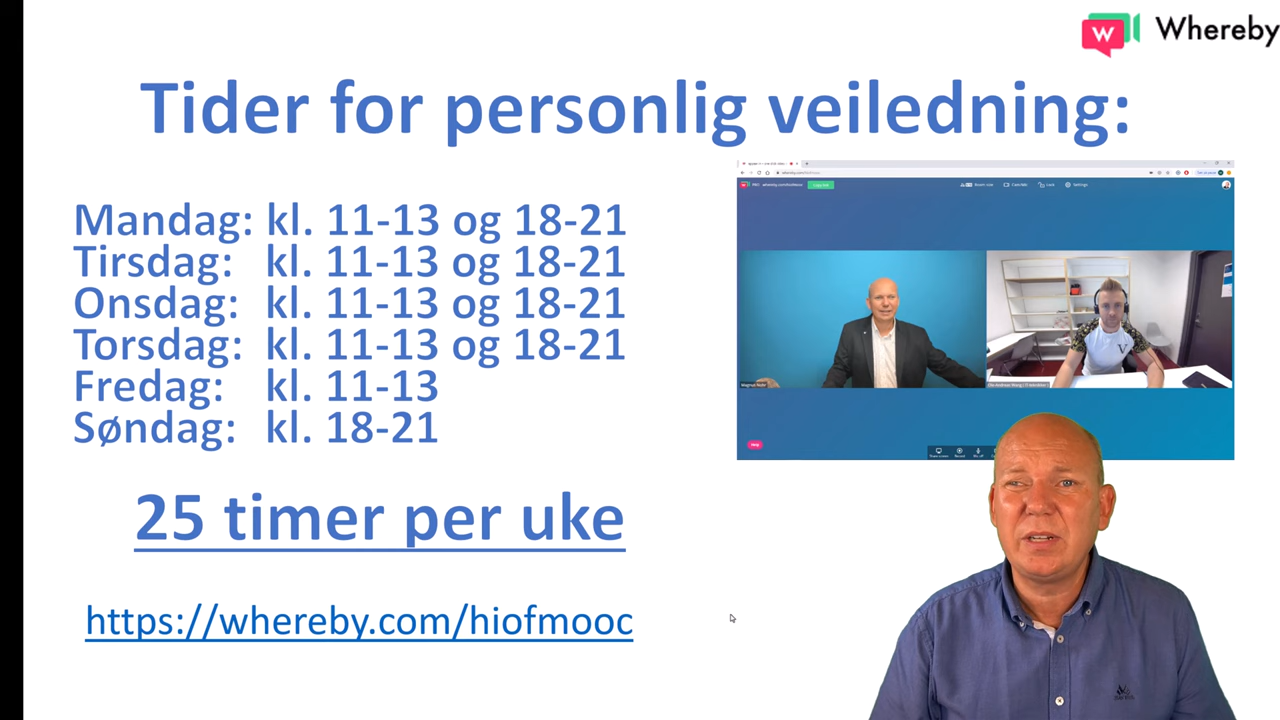 Whereby
Tider for personlig veiledning:
Mandag: kl. 11-13 og 18-21
Tirsdag: kl. 11-13 og 18-21
Onsdag: kl. 11-13 og 18-21
Torsdag: kl. 11-13 og 18-21
Fredag: kl. 11-13
Søndag: kl. 18-21
25 timer per uke
https://whereby.com/hiofmooc